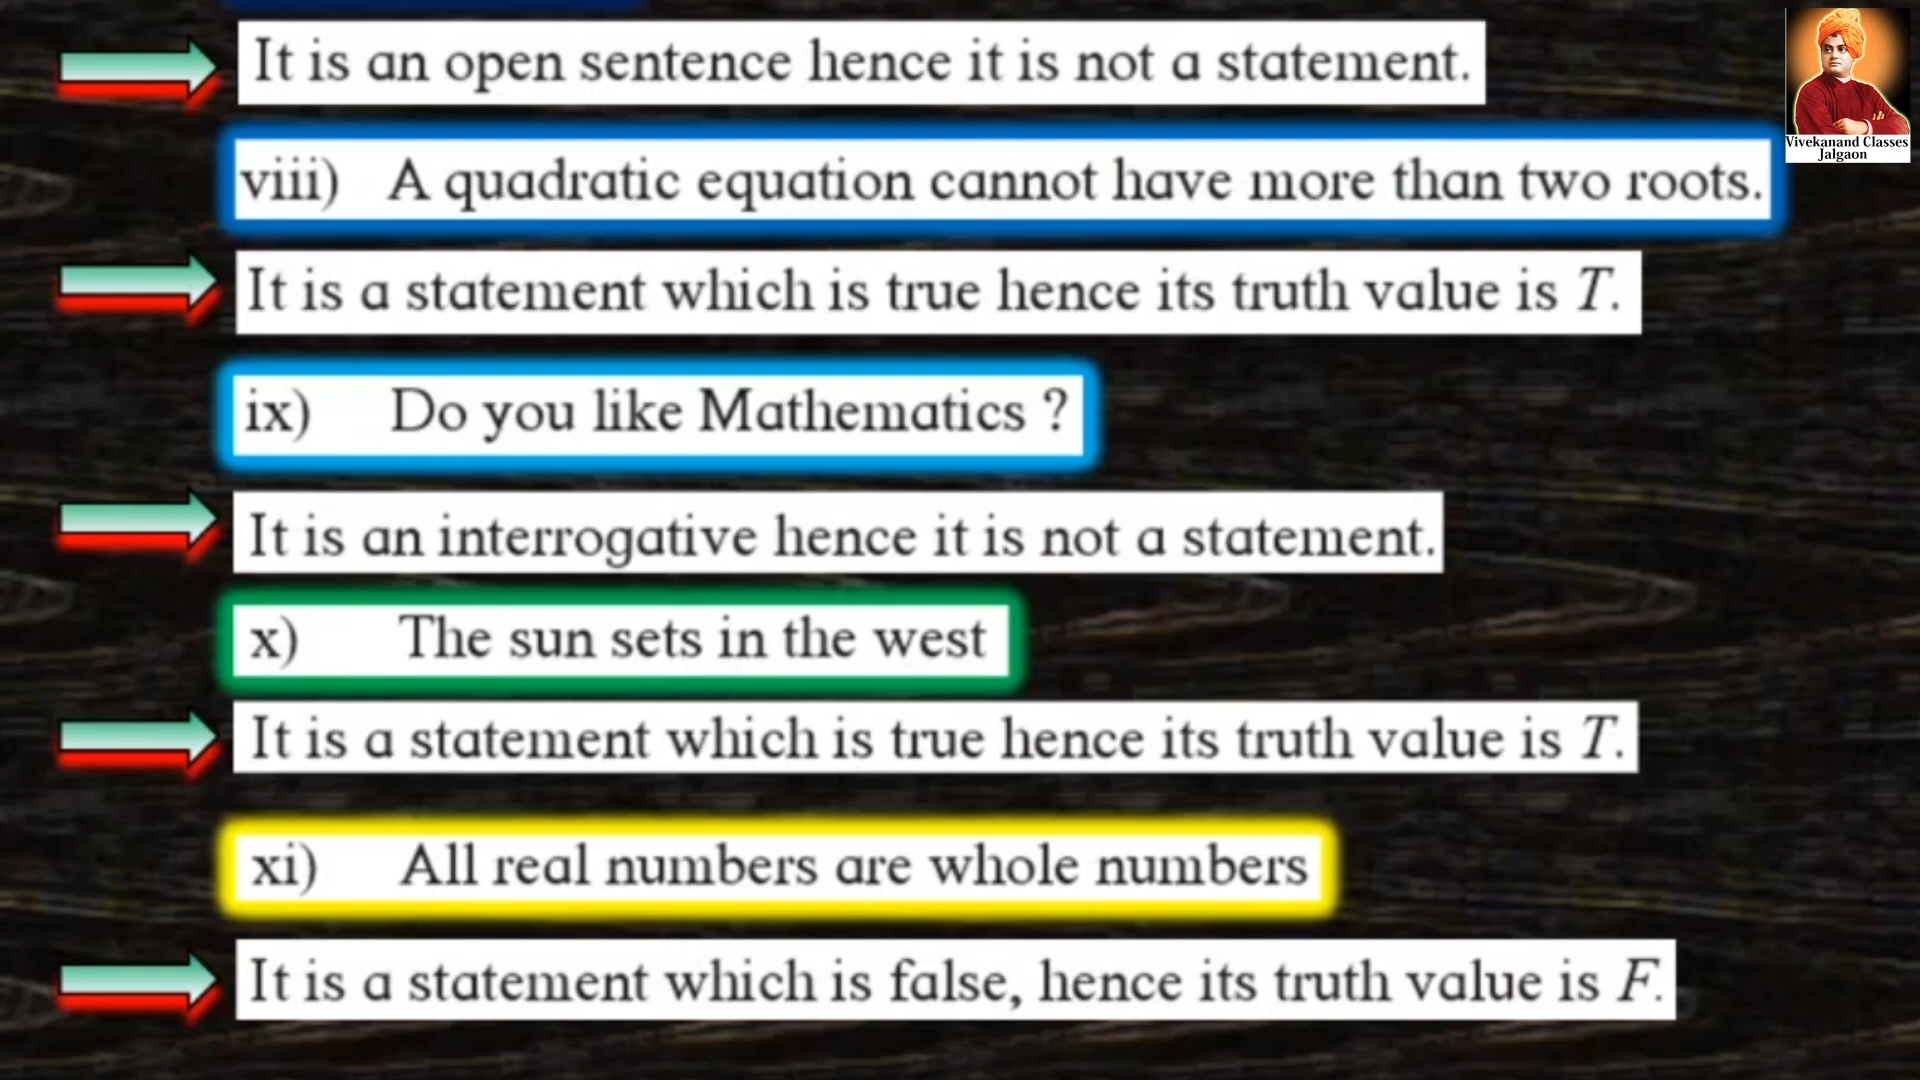 It is an open sentence hence it is not a statement.
Vivekanand Classes
Jalgaon
viii) A quadratic equation cannot have more than two roots.
It is a statement which is true hence its truth value is T.
ix) Do you like Mathematics ?
It is an interrogative hence it is not a statement.
x) The sun sets in the west
It is a statement which is true hence its truth value is T.
xi) All real numbers are whole numbers
It is a statement which is false, hence its truth value is F.